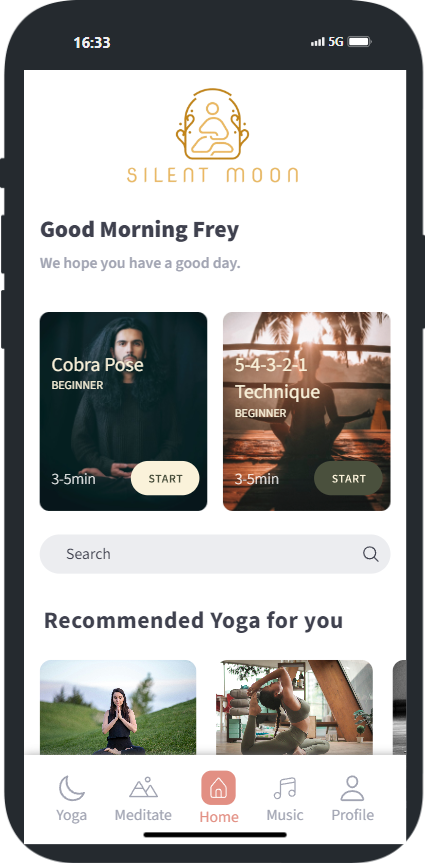 16:33
5G
SILENT MOON
Good Morning Frey
We hope you have a good day.
Cobra Pose
BEGINNER
3-5min
START
5-4-3-2-1
Technique
BEGINNER
3-5min
START
Search
Recommended Yoga for you
Yoga
Meditate
Home
Music
Profile